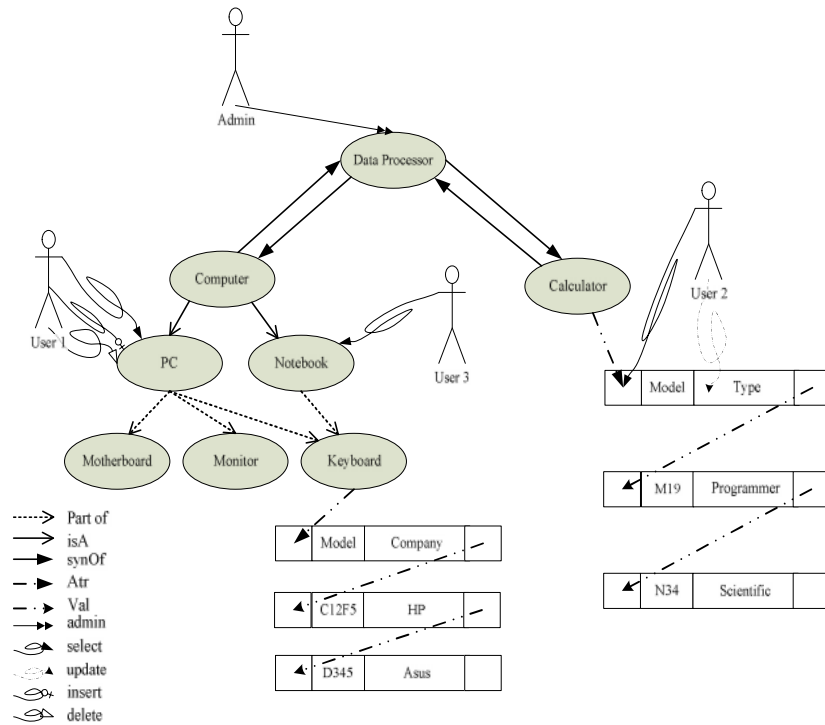 Admin
Data Processor
Computer
Calculator
User 1
User 2
User 3
PC
Notebook
Model Type
Motherboard
Monitor
Keyboard
M19 Programmer
Part of
isA
synOf
Atr
Val
admin
select
update
insert
delete
Model Company
C12F5 HP
D345 Asus
N34 Scientific